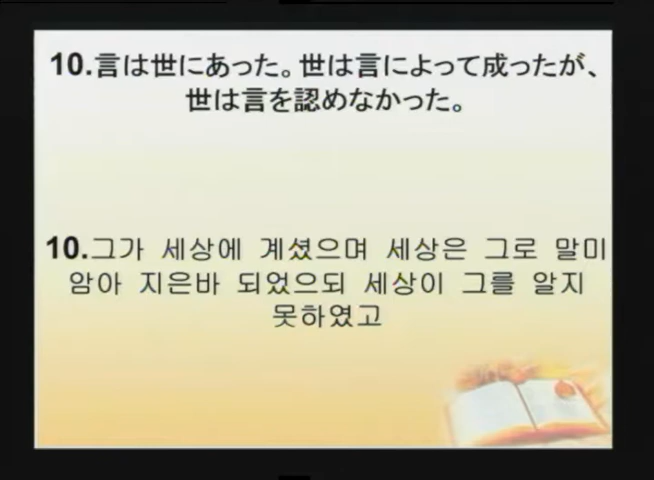 10.言は世にあった。世は言によって成ったが、
世は言を認めなかった。
10.그가 세상에 계셨으며 세상은 그로 말미
암아 지은바 되었으되 세상이 그를 알지
못하였고